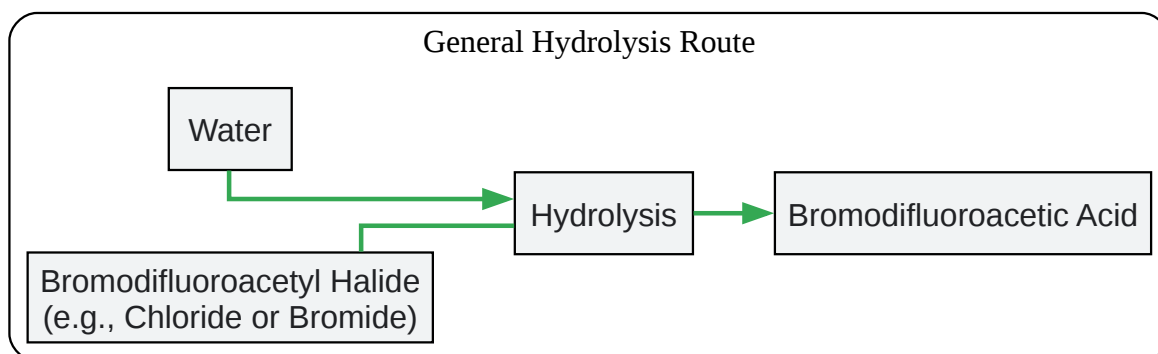 General Hydrolysis Route
Water
Hydrolysis
Bromodifluoroacetic Acid
Bromodifluoroacetyl Halide
(e.g., Chloride or Bromide)